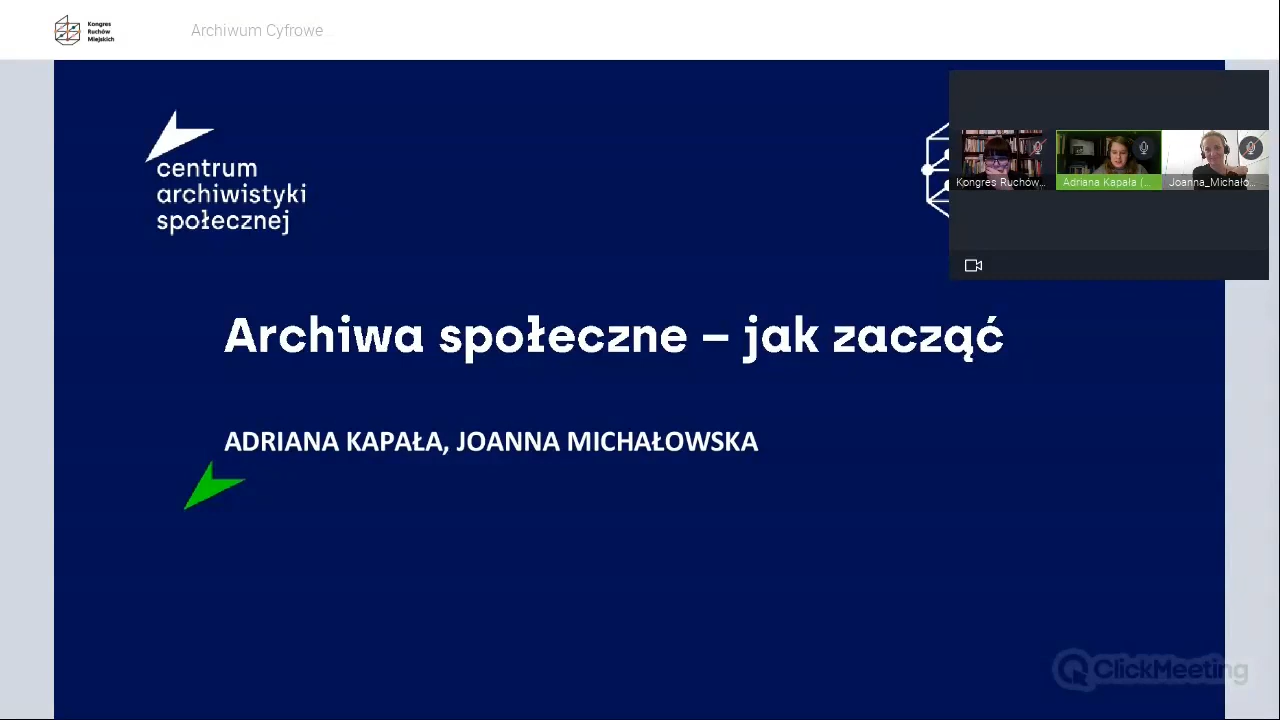 Kongres
Ruchów
Miejskich
Archiwum Cyfrowe
centrum
archiwistyki
społecznej
Kongres Ruchów...
Adriana Kapała (...
Joanna_Michało...
Archiwa społeczne – jak zacząć
ADRIANA KAPAŁA, JOANNA MICHAŁOWSKA
ClickMeeting